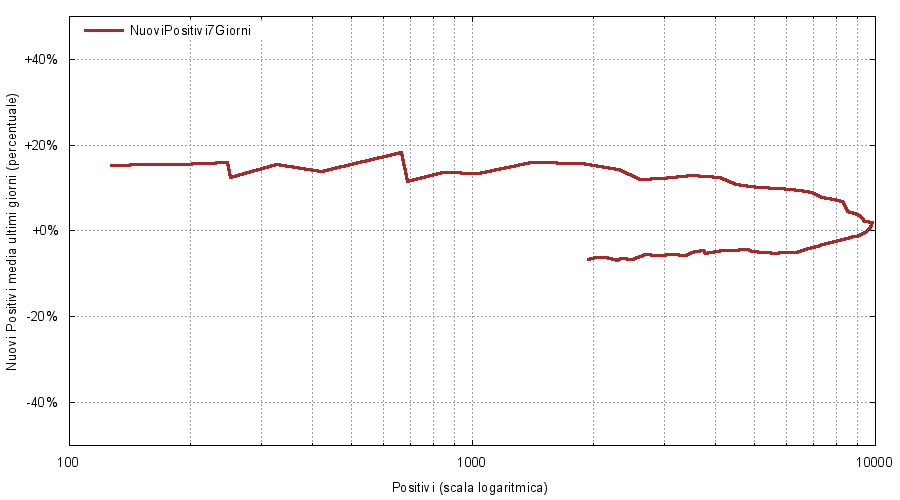 NuoviPositivi7Giorni
+40%
+20%
+0%
-20%
-40%
Nuovi Positivi media ultimi giorni (percentuale)
100
1000
10000
Positivi (scala logaritmica)